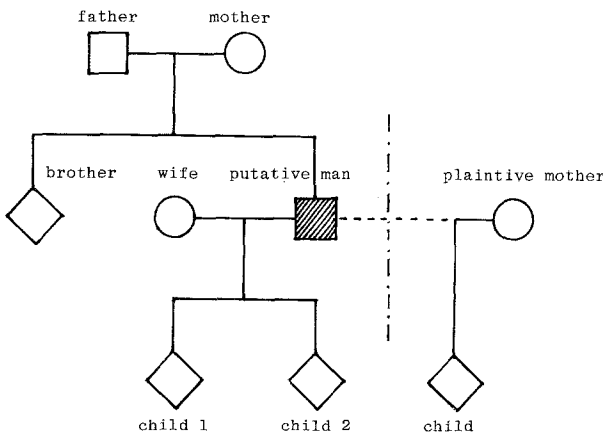 father mother
brother wife putative man plaintive mother
child 1 child 2 child